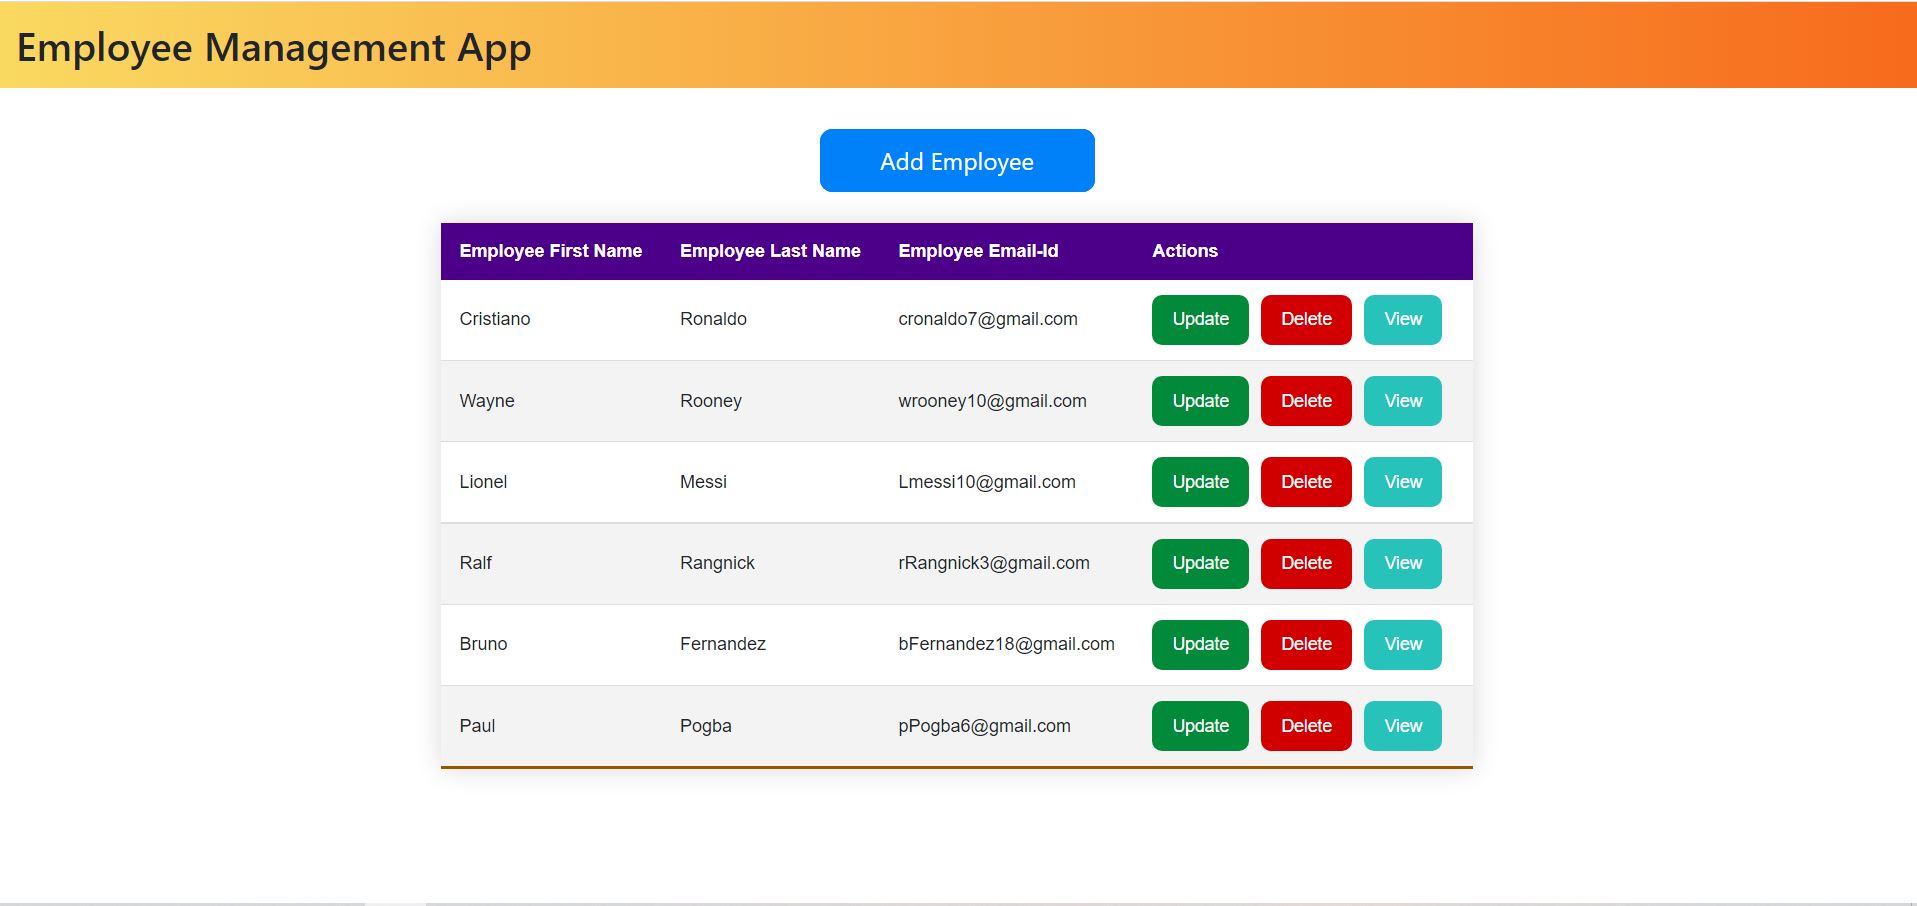 Employee Management App
Add Employee
Employee First Name Employee Last Name Employee Email-Id Actions
Cristiano Ronaldo cronaldo7@gmail.com Update Delete View
Wayne Rooney wrooney10@gmail.com Update Delete View
Lionel Messi Lmessi10@gmail.com Update Delete View
Ralf Rangnick rRangnick3@gmail.com Update Delete View
Bruno Fernandez bFernandez18@gmail.com Update Delete View
Paul Pogba pPogba6@gmail.com Update Delete View